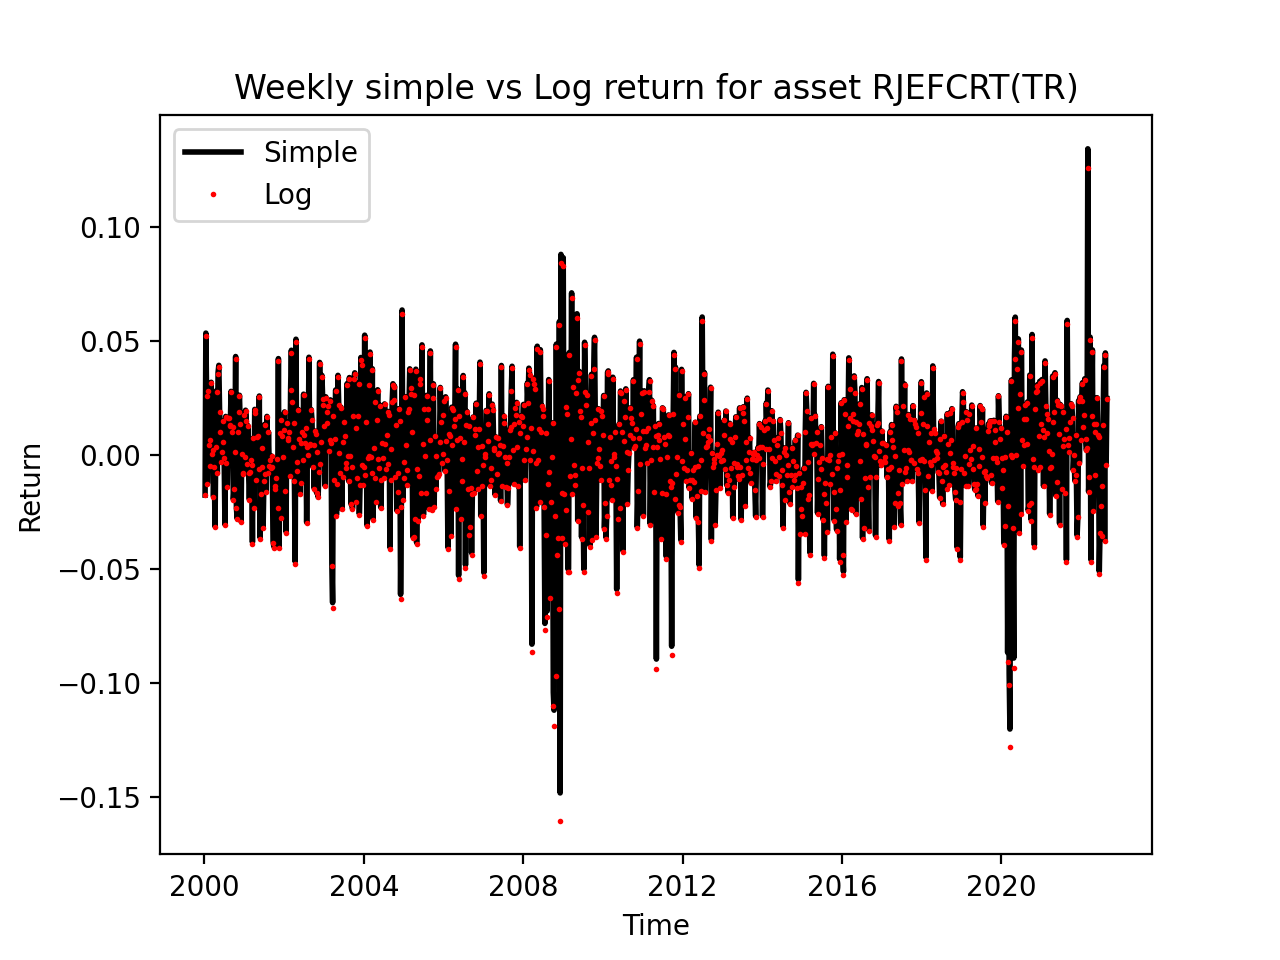 Weekly simple vs Log return for asset RJEFCRT(TR)
Simple
Log
0.10
0.05
0.00
−0.05
−0.10
−0.15
Return
2000 2004 2008 2012 2016 2020
Time